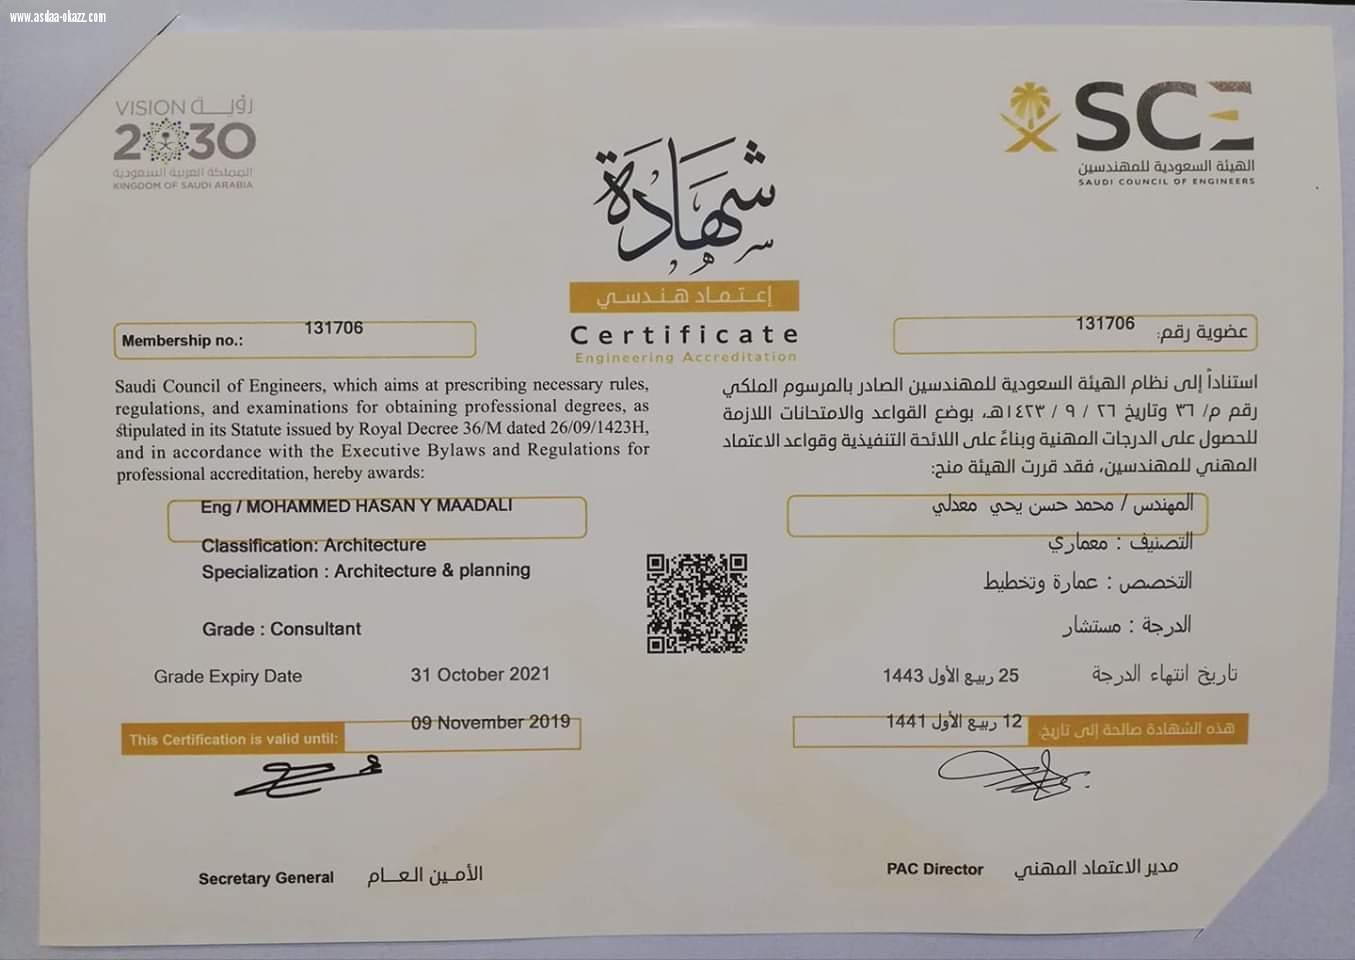 www.asdaa-okazz.com
VISION رؤيــة
2030
المملكة العربية السعودية
KINGDOM OF SAUDI ARABIA
SCE
الهيئة السعودية للمهندسين
SAUDI COUNCIL OF ENGINEERS
شهادة
إعـتـمـاد هـنـدسـي
Certificate
Engineering Accreditation
Membership no.: 131706
عضوية رقم: 131706
Saudi Council of Engineers, which aims at prescribing necessary rules,
regulations, and examinations for obtaining professional degrees, as
stipulated in its Statute issued by Royal Decree 36/M dated 26/09/1423H,
and in accordance with the Executive Bylaws and Regulations for
professional accreditation, hereby awards:
استناداً إلى نظام الهيئة السعودية للمهندسين الصادر بالمرسوم الملكي
رقم م/ ٣٦ وتاريخ ٢٦ / ٩ / ١٤٢٣هـ، بوضع القواعد والامتحانات اللازمة
للحصول على الدرجات المهنية وبناءً على اللائحة التنفيذية وقواعد الاعتماد
المهني للمهندسين، فقد قررت الهيئة منح:
Eng / MOHAMMED HASAN Y MAADALI
Classification: Architecture
Specialization : Architecture & planning
Grade : Consultant
المهندس / محمد حسن يحي معدلي
التصنيف : معماري
التخصص : عمارة وتخطيط
الدرجة : مستشار
Grade Expiry Date 31 October 2021
تاريخ انتهاء الدرجة 25 ربيع الأول 1443
This Certification is valid until: 09 November 2019
هذه الشهادة صالحة إلى تاريخ: 12 ربيع الأول 1441
Secretary General الأمـيـن الـعـــام
PAC Director مدير الاعتماد المهني